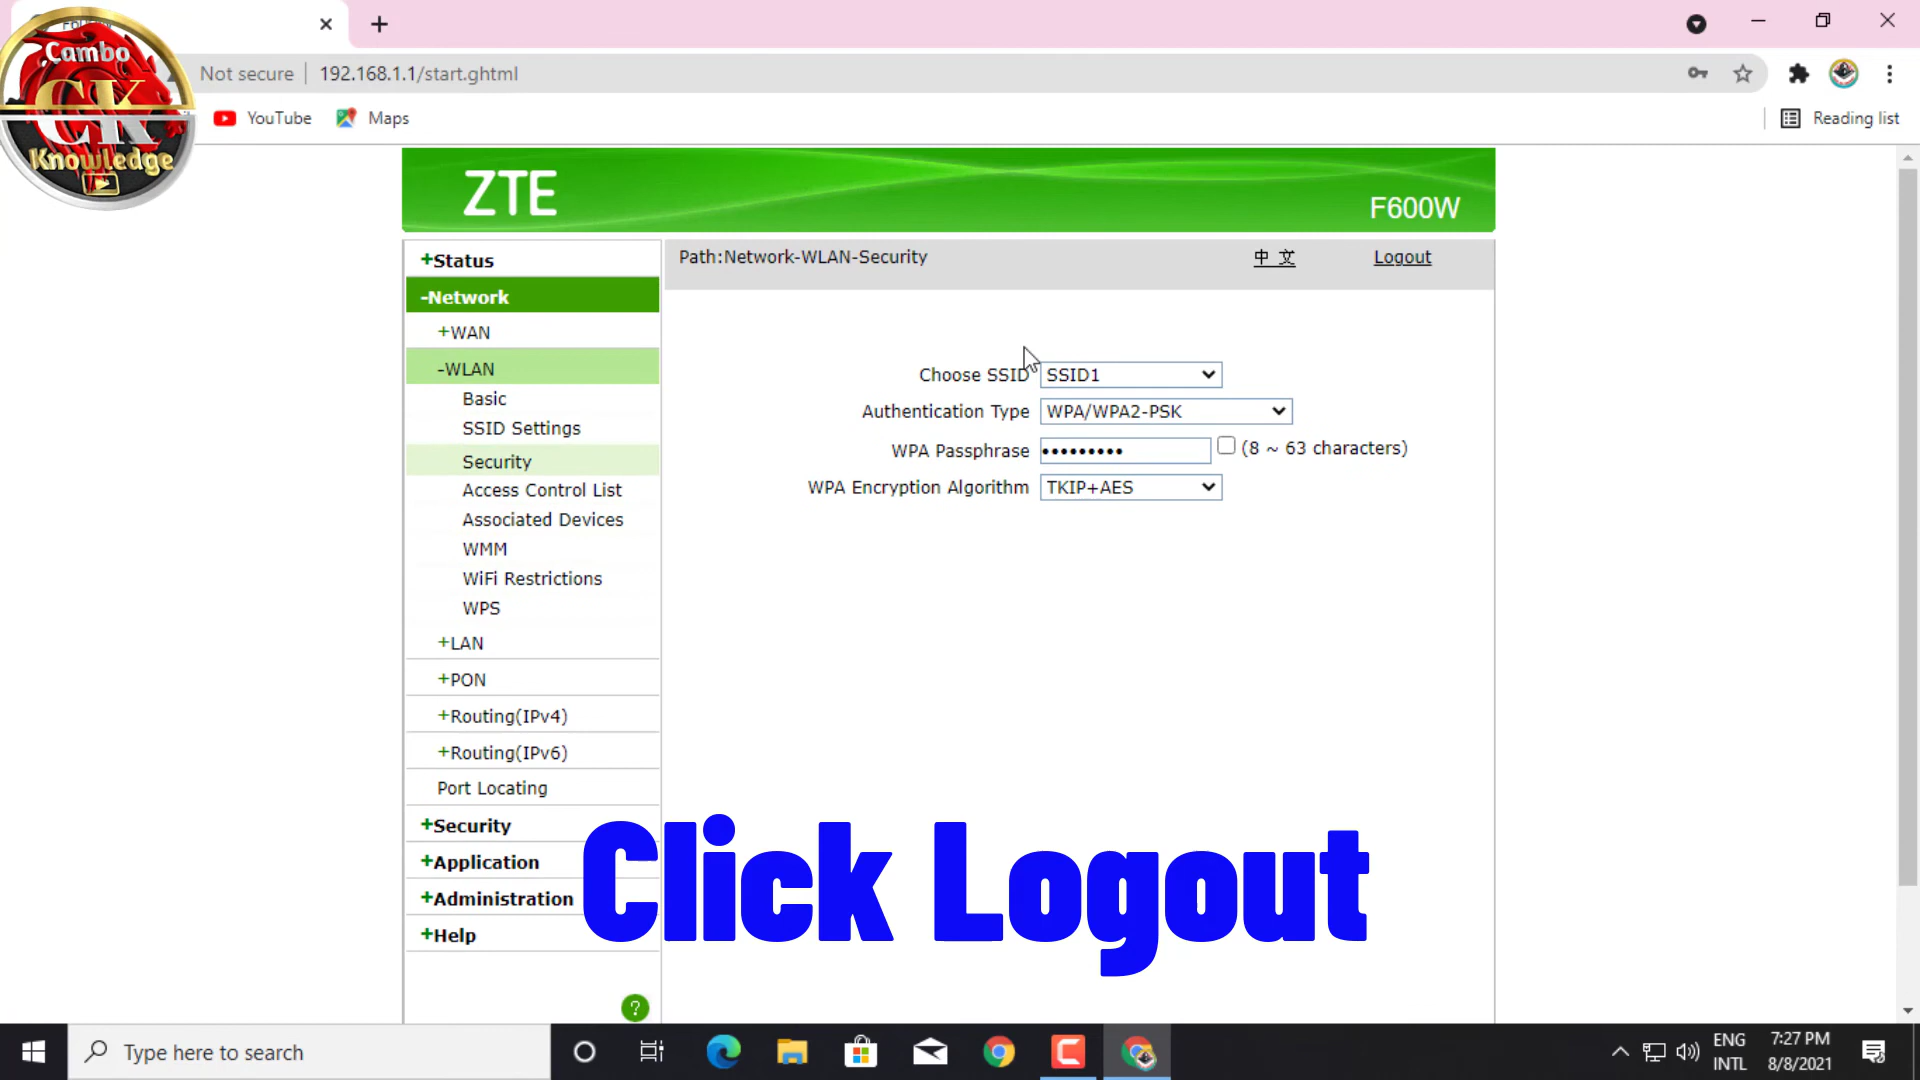 Cambo
CK
Knowledge
Not secure
192.168.1.1/start.ghtml
YouTube
Maps
Reading list
ZTE
F600W
+Status
-Network
+WAN
-WLAN
Basic
SSID Settings
Security
Access Control List
Associated Devices
WMM
WiFi Restrictions
WPS
+LAN
+PON
+Routing(IPv4)
+Routing(IPv6)
Port Locating
+Security
+Application
+Administration
+Help
?
Path:Network-WLAN-Security
中 文
Logout
Choose SSID SSID1
Authentication Type WPA/WPA2-PSK
WPA Passphrase ••••••••• (8 ~ 63 characters)
WPA Encryption Algorithm TKIP+AES
Click Logout
Type here to search
ENG
INTL
7:27 PM
8/8/2021